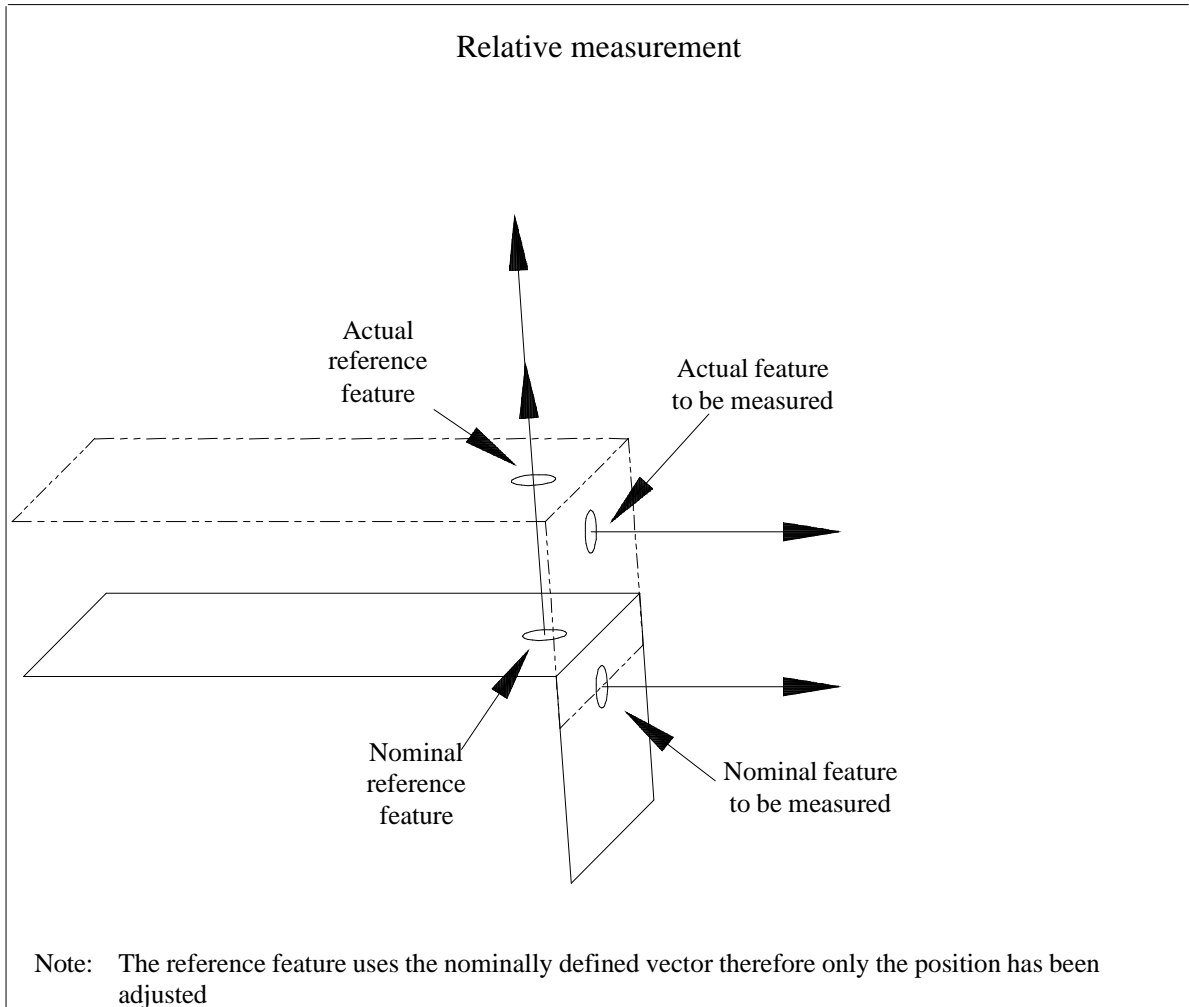 Relative measurement
Actual
reference
feature
Actual feature
to be measured
Nominal
reference
feature
Nominal feature
to be measured
Note: The reference feature uses the nominally defined vector therefore only the position has been
adjusted